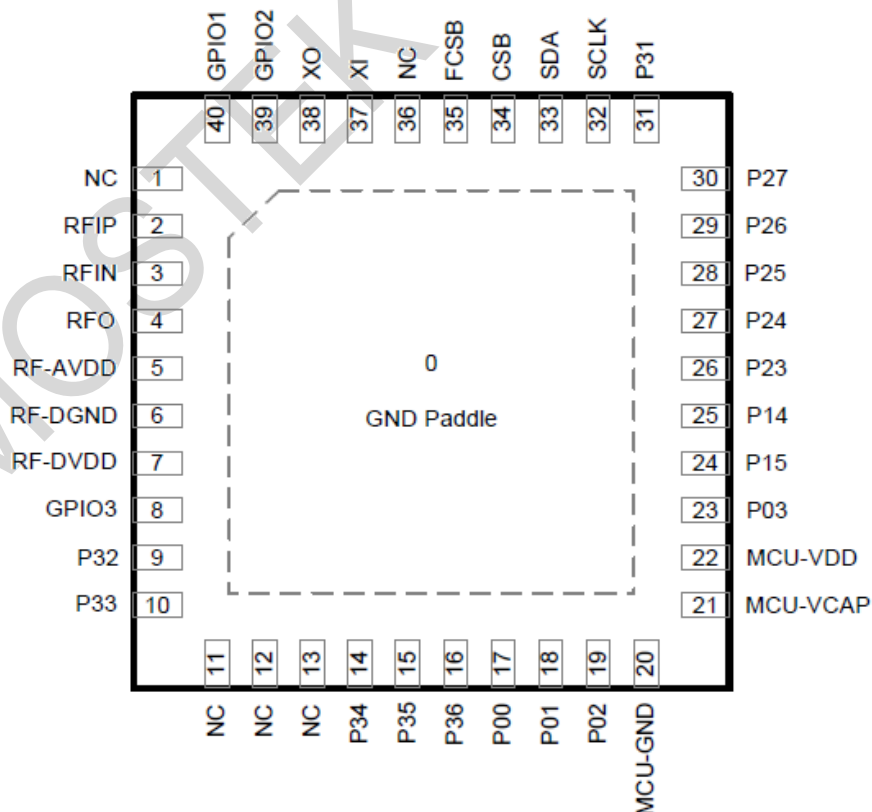 GPIO1
GPIO2
XO
XI
NC
FCSB
CSB
SDA
SCLK
P31
40
39
38
37
36
35
34
33
32
31
NC 1
RFIP 2
RFIN 3
RFO 4
RF-AVDD 5
RF-DGND 6
RF-DVDD 7
GPIO3 8
P32 9
P33 10
0
GND Paddle
30 P27
29 P26
28 P25
27 P24
26 P23
25 P14
24 P15
23 P03
22 MCU-VDD
21 MCU-VCAP
11
12
13
14
15
16
17
18
19
20
NC
NC
NC
P34
P35
P36
P00
P01
P02
MCU-GND
MOSTEK